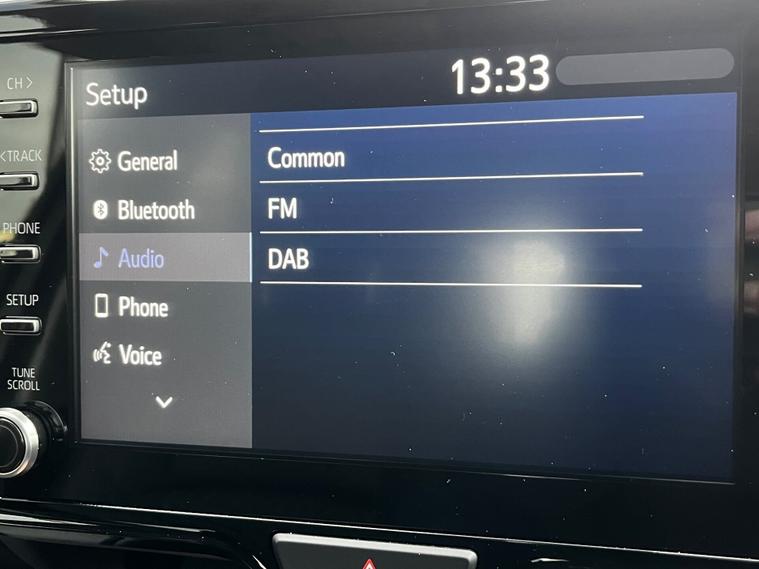 CH >
< TRACK
PHONE
SETUP
TUNE
SCROLL
Setup
13:33
General
Bluetooth
Audio
Phone
Voice
Common
FM
DAB